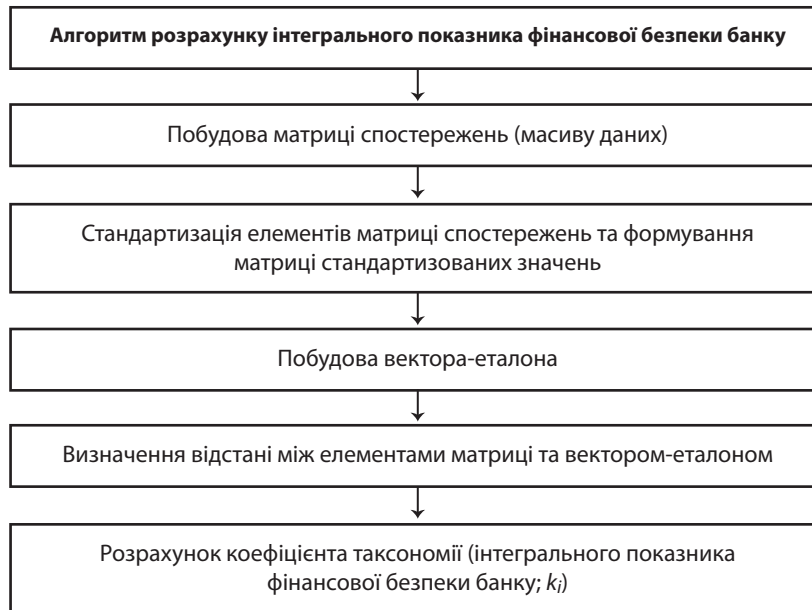 Алгоритм розрахунку інтегрального показника фінансової безпеки банку
Побудова матриці спостережень (масиву даних)
Стандартизація елементів матриці спостережень та формування
матриці стандартизованих значень
Побудова вектора-еталона
Визначення відстані між елементами матриці та вектором-еталоном
Розрахунок коефіцієнта таксономії (інтегрального показника
фінансової безпеки банку; kᵢ)